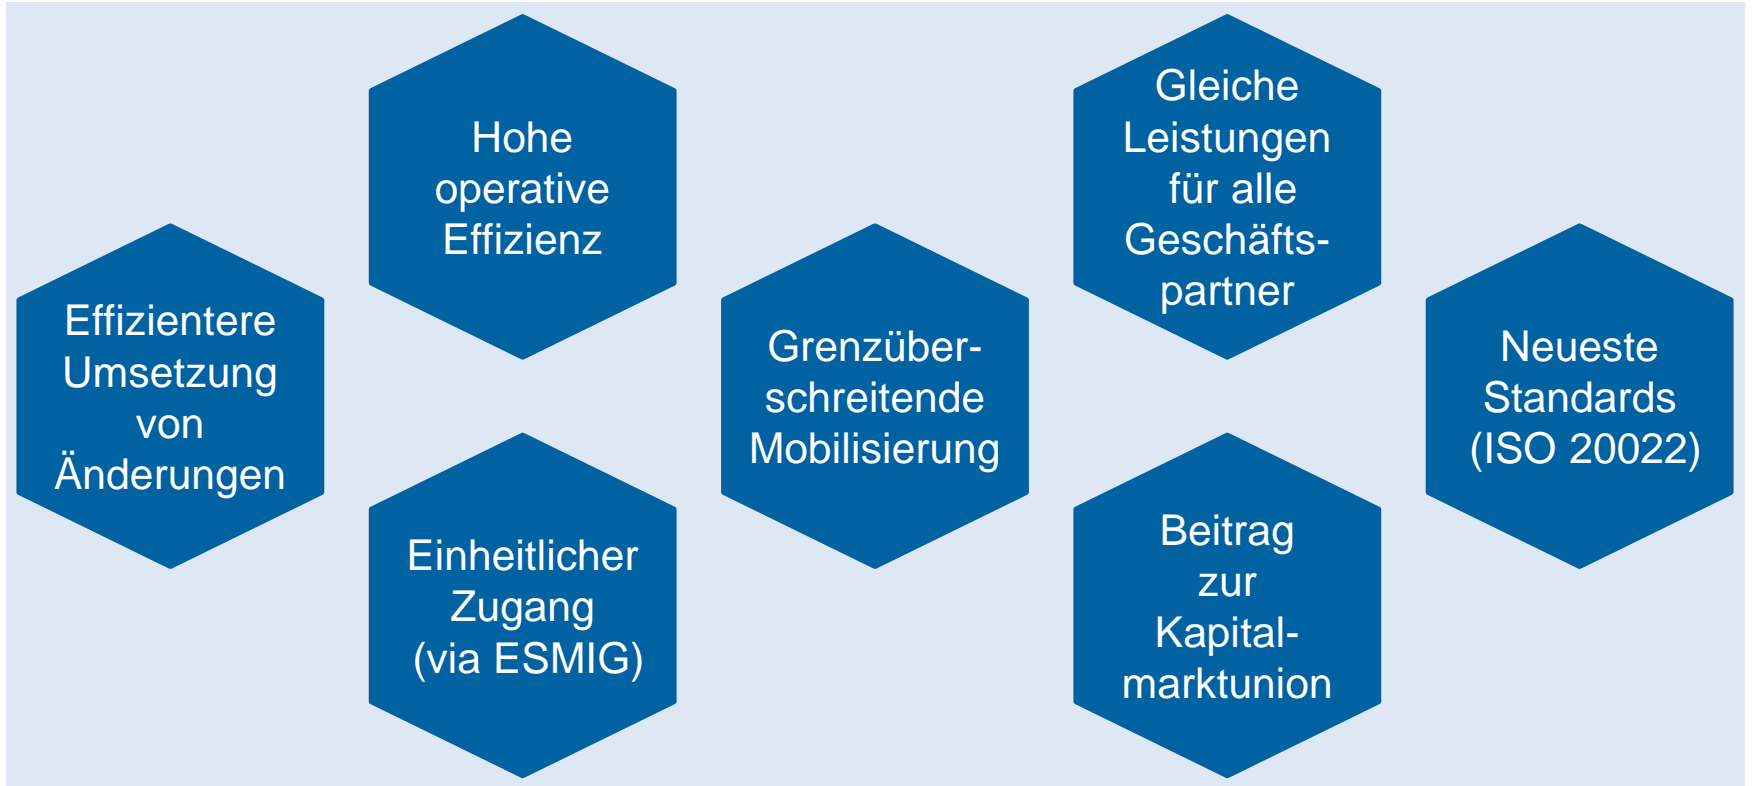 Effizientere
Umsetzung
von
Änderungen
Hohe
operative
Effizienz
Einheitlicher
Zugang
(via ESMIG)
Grenzüber-
schreitende
Mobilisierung
Gleiche
Leistungen
für alle
Geschäfts-
partner
Beitrag
zur
Kapital-
marktunion
Neueste
Standards
(ISO 20022)